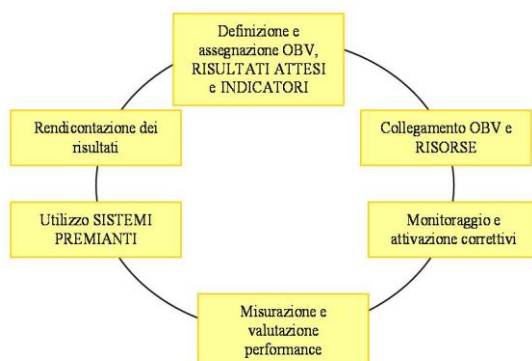 Definizione e
assegnazione OBV,
RISULTATI ATTESI
e INDICATORI
Rendicontazione dei
risultati
Collegamento OBV e
RISORSE
Utilizzo SISTEMI
PREMIANTI
Monitoraggio e
attivazione correttivi
Misurazione e
valutazione
performance